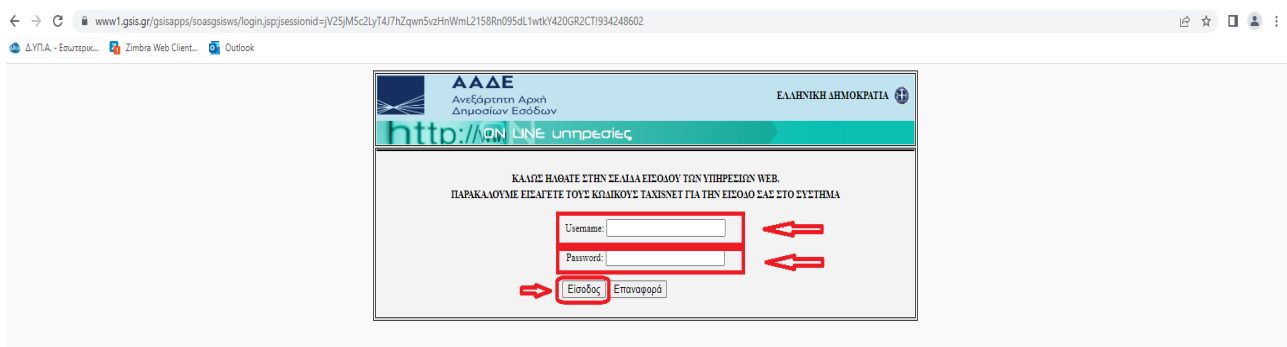 www1.gsis.gr/gsisapps/soasgsisws/login.jsp;jsessionid=jV25jM5c2LyT4J7hZqwn5vzHnWmL2158Rn095dL1wtkY420GR2CT!934248602
Δ.ΥΠ.Α. - Εσωτερικ... Zimbra Web Client... Outlook
ΑΑΔΕ
Ανεξάρτητη Αρχή
Δημοσίων Εσόδων
ΕΛΛΗΝΙΚΗ ΔΗΜΟΚΡΑΤΙΑ
http://www ON LINE υπηρεσίες
ΚΑΛΩΣ ΗΛΘΑΤΕ ΣΤΗΝ ΣΕΛΙΔΑ ΕΙΣΟΔΟΥ ΤΩΝ ΥΠΗΡΕΣΙΩΝ WEB.
ΠΑΡΑΚΑΛΟΥΜΕ ΕΙΣΑΓΕΤΕ ΤΟΥΣ ΚΩΔΙΚΟΥΣ TAXISNET ΓΙΑ ΤΗΝ ΕΙΣΟΔΟ ΣΑΣ ΣΤΟ ΣΥΣΤΗΜΑ
Username:
Password:
Είσοδος Επαναφορά